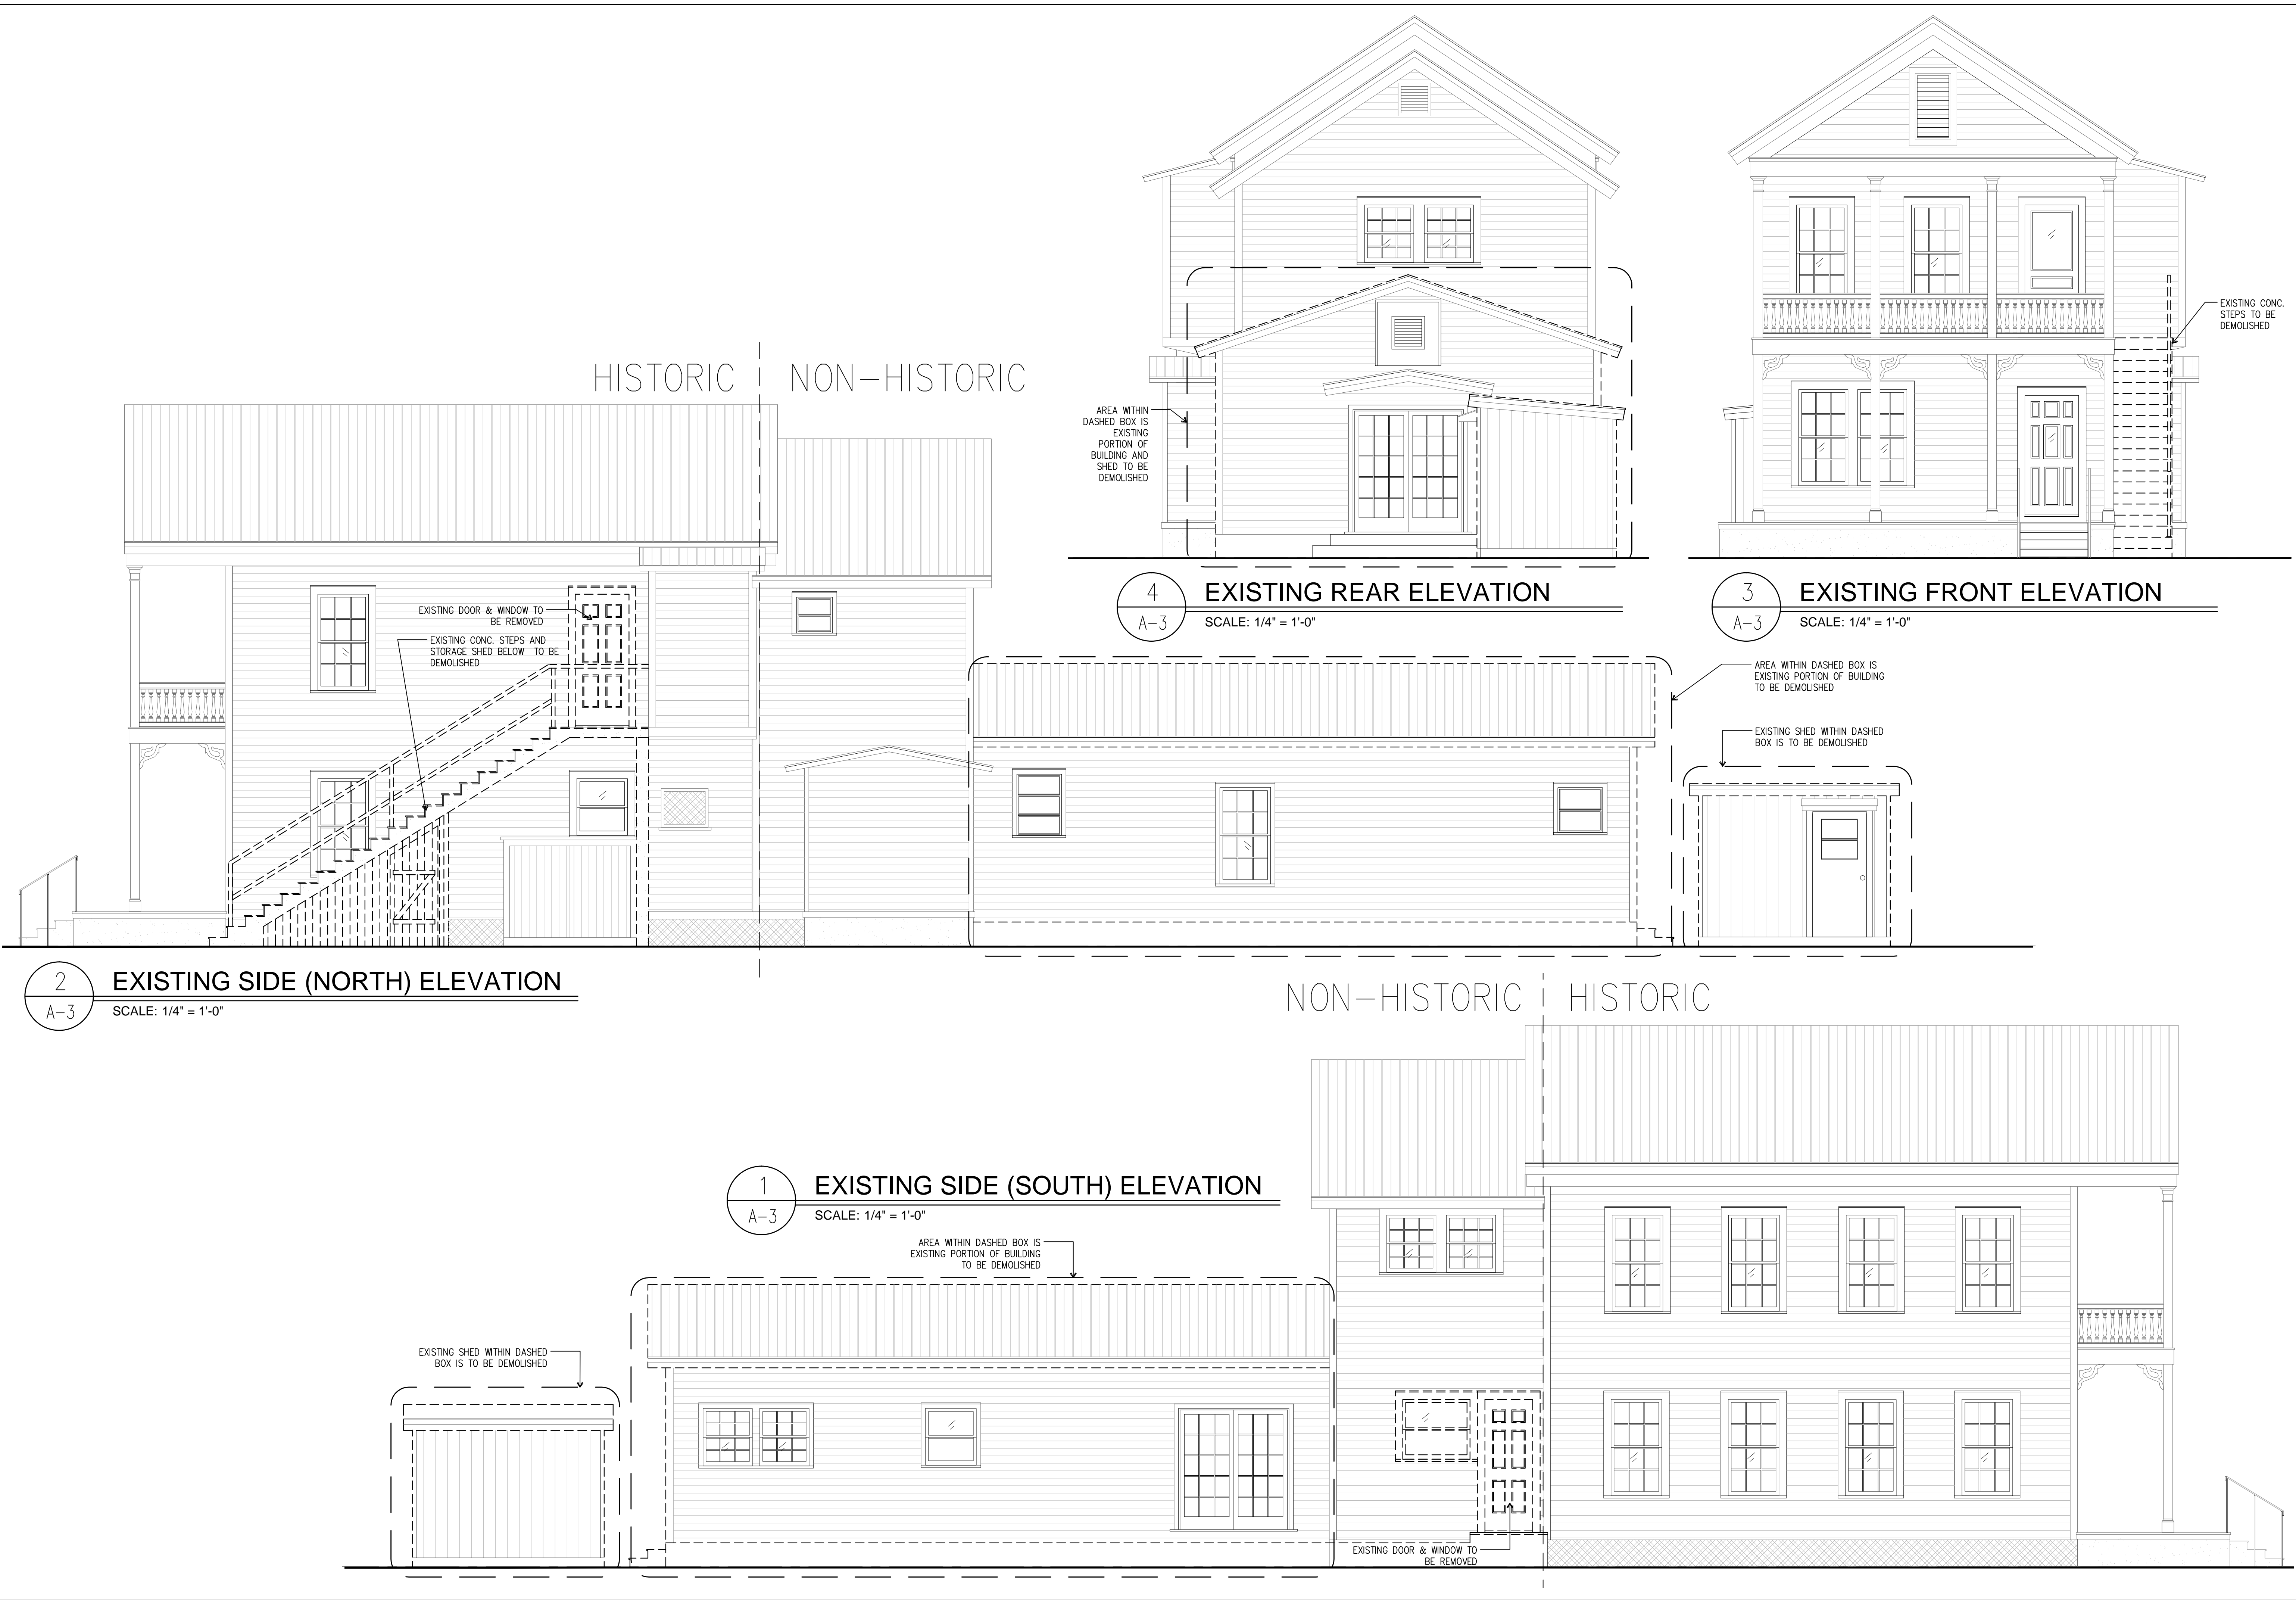 EXISTING CONC.
STEPS TO BE
DEMOLISHED
AREA WITHIN
DASHED BOX IS
EXISTING
PORTION OF
BUILDING AND
SHED TO BE
DEMOLISHED
HISTORIC
NON-HISTORIC
4
A-3
EXISTING REAR ELEVATION
SCALE: 1/4" = 1'-0"
3
A-3
EXISTING FRONT ELEVATION
SCALE: 1/4" = 1'-0"
EXISTING DOOR & WINDOW TO
BE REMOVED
EXISTING CONC. STEPS AND
STORAGE SHED BELOW TO BE
DEMOLISHED
AREA WITHIN DASHED BOX IS
EXISTING PORTION OF BUILDING
TO BE DEMOLISHED
EXISTING SHED WITHIN DASHED
BOX IS TO BE DEMOLISHED
2
A-3
EXISTING SIDE (NORTH) ELEVATION
SCALE: 1/4" = 1'-0"
NON-HISTORIC
HISTORIC
1
A-3
EXISTING SIDE (SOUTH) ELEVATION
SCALE: 1/4" = 1'-0"
AREA WITHIN DASHED BOX IS
EXISTING PORTION OF BUILDING
TO BE DEMOLISHED
EXISTING SHED WITHIN DASHED
BOX IS TO BE DEMOLISHED
EXISTING DOOR & WINDOW TO
BE REMOVED